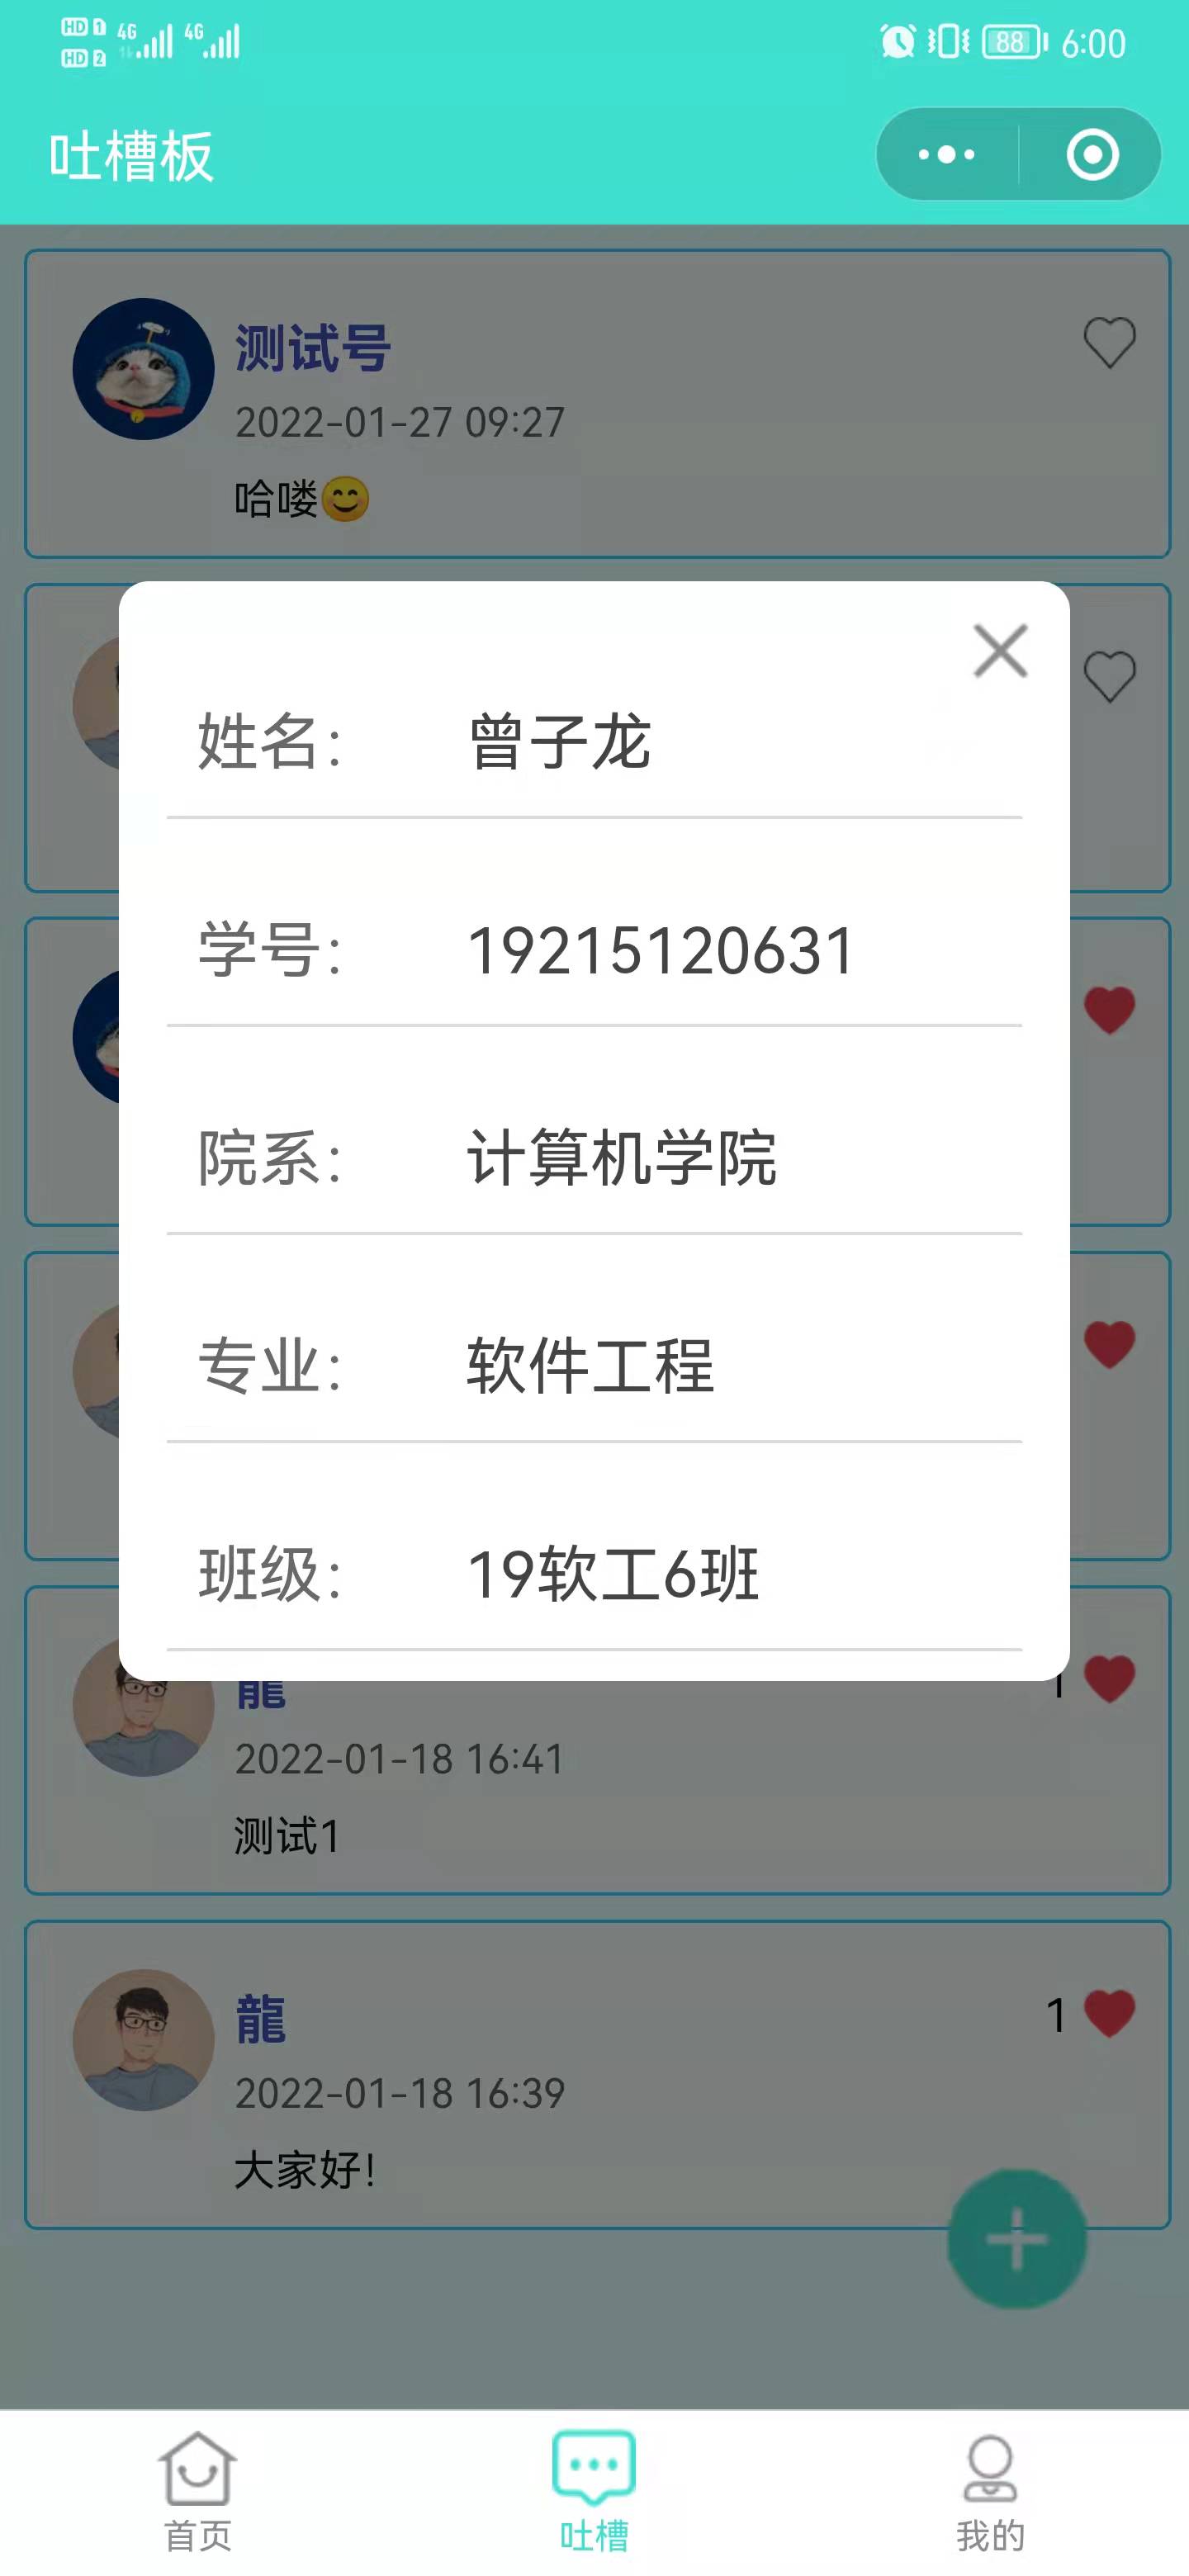 HD 1 4G 4G
HD 2
88 6:00
吐槽板
测试号
2022-01-27 09:27
哈喽😊
姓名: 曾子龙
学号: 19215120631
院系: 计算机学院
专业: 软件工程
班级: 19软工6班
龍 1
2022-01-18 16:41
测试1
龍 1
2022-01-18 16:39
大家好!
首页 吐槽 我的